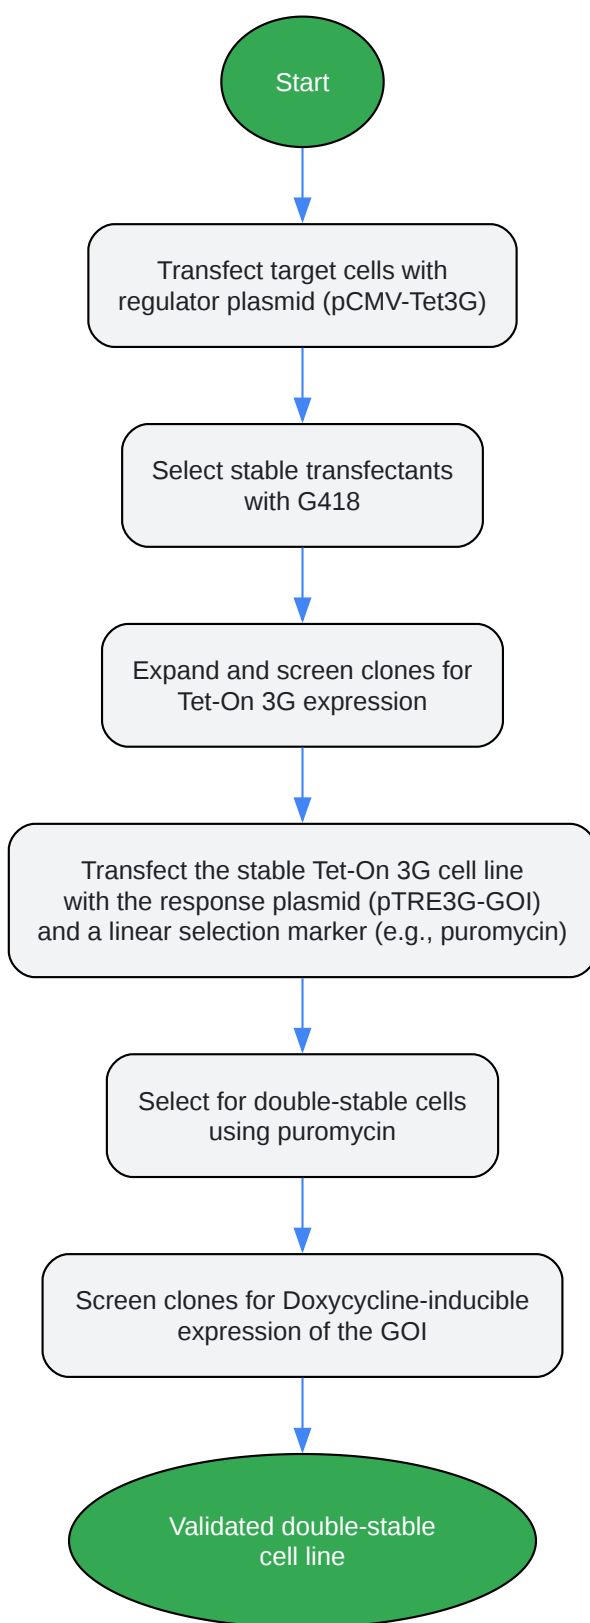 Start
Transfect target cells with
regulator plasmid (pCMV-Tet3G)
Select stable transfectants
with G418
Expand and screen clones for
Tet-On 3G expression
Transfect the stable Tet-On 3G cell line
with the response plasmid (pTRE3G-GOI)
and a linear selection marker (e.g., puromycin)
Select for double-stable cells
using puromycin
Screen clones for Doxycycline-inducible
expression of the GOI
Validated double-stable
cell line